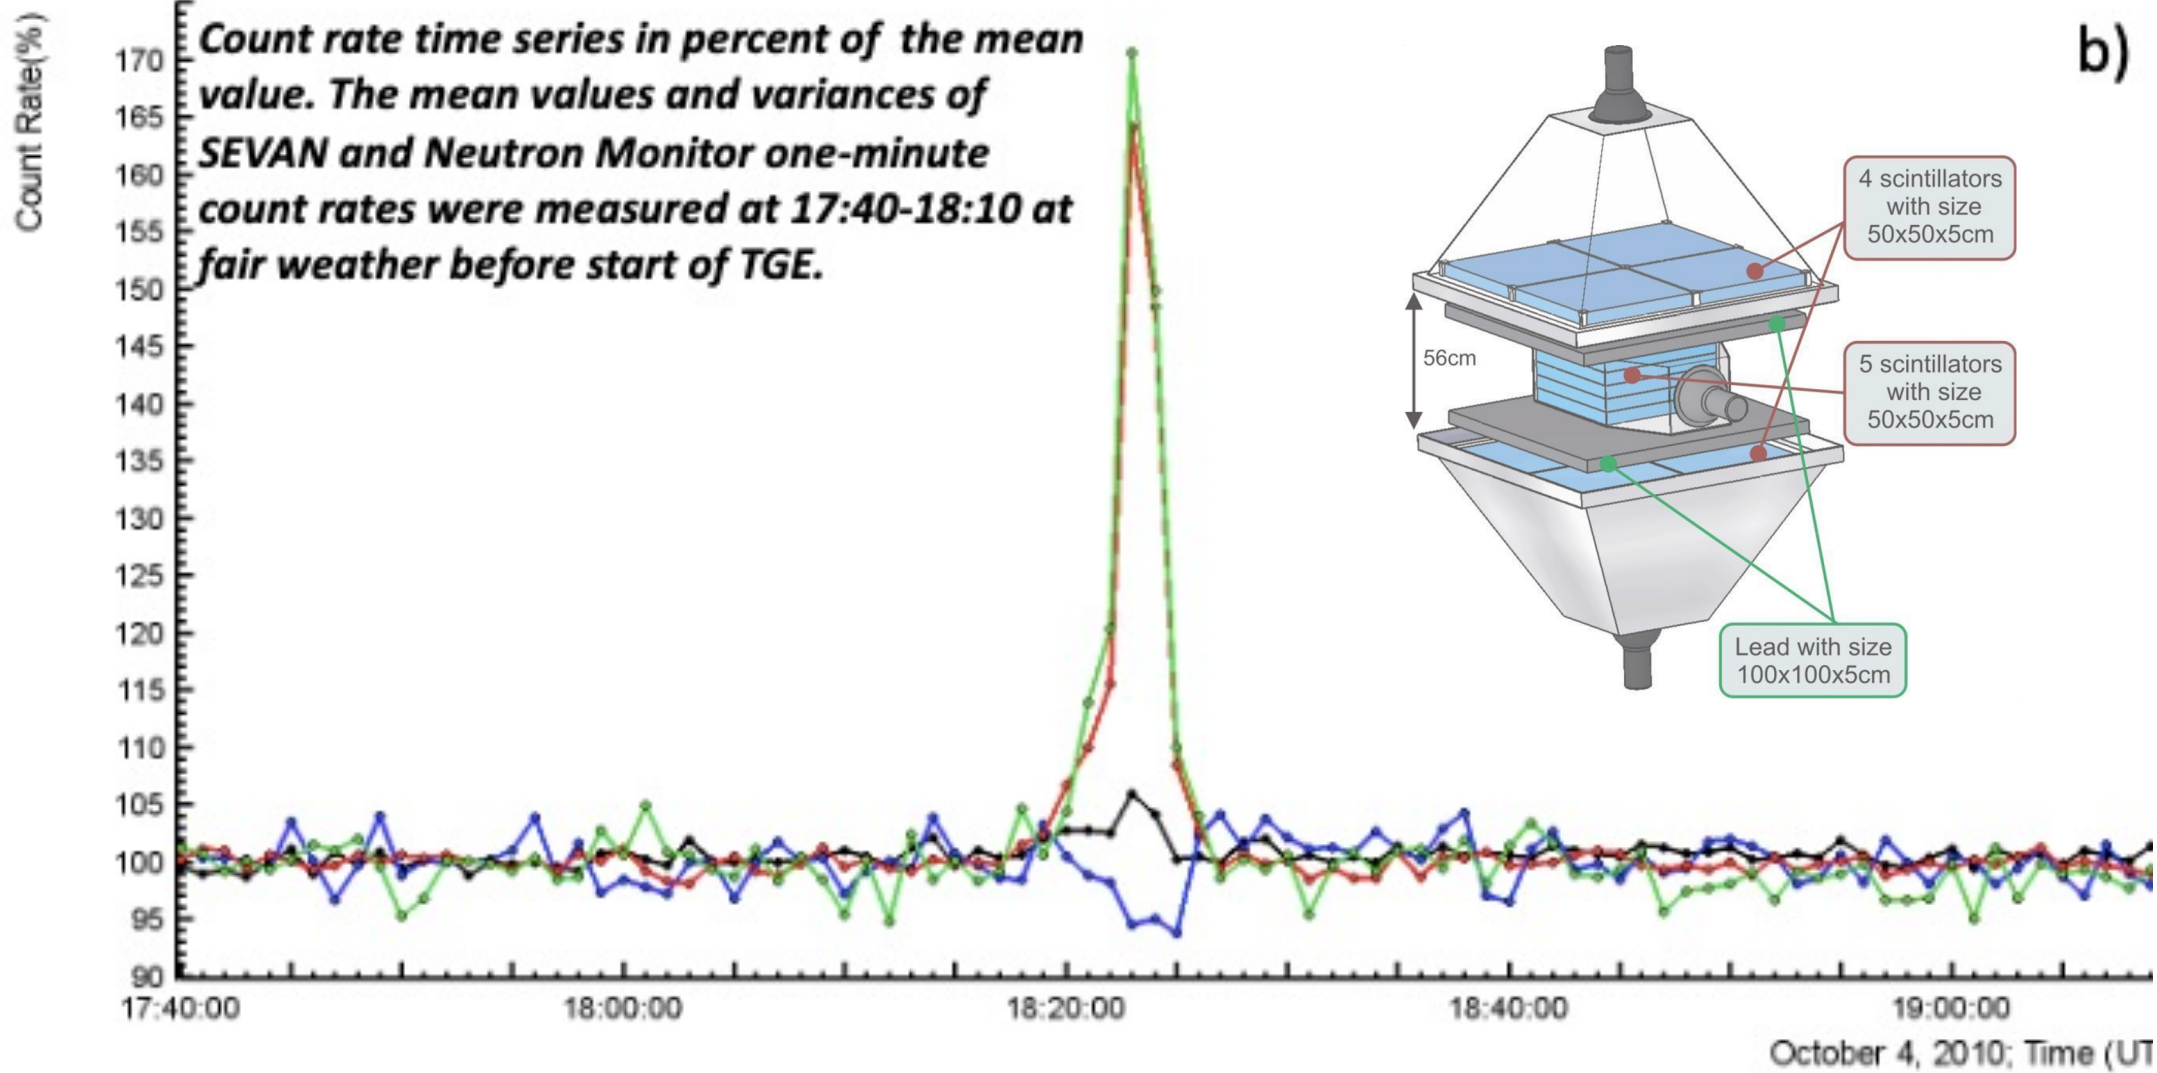 Count Rate(%)
Count rate time series in percent of the mean
value. The mean values and variances of
SEVAN and Neutron Monitor one-minute
count rates were measured at 17:40-18:10 at
fair weather before start of TGE.
b)
170
165
160
155
150
145
140
135
130
125
120
115
110
105
100
95
90
4 scintillators
with size
50x50x5cm
56cm
5 scintillators
with size
50x50x5cm
Lead with size
100x100x5cm
17:40:00 18:00:00 18:20:00 18:40:00 19:00:00
October 4, 2010; Time (UT